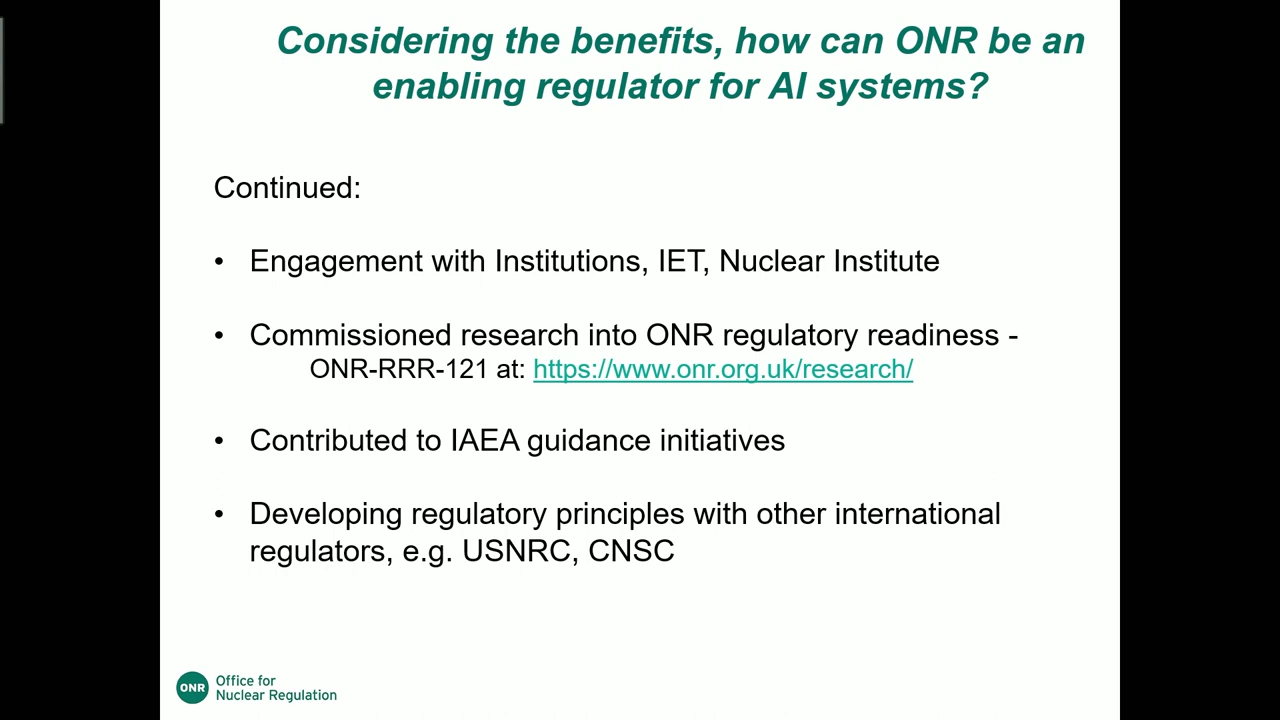 Considering the benefits, how can ONR be an
enabling regulator for AI systems?
Continued:
• Engagement with Institutions, IET, Nuclear Institute
• Commissioned research into ONR regulatory readiness -
ONR-RRR-121 at: https://www.onr.org.uk/research/
• Contributed to IAEA guidance initiatives
• Developing regulatory principles with other international
regulators, e.g. USNRC, CNSC
ONR
Office for
Nuclear Regulation